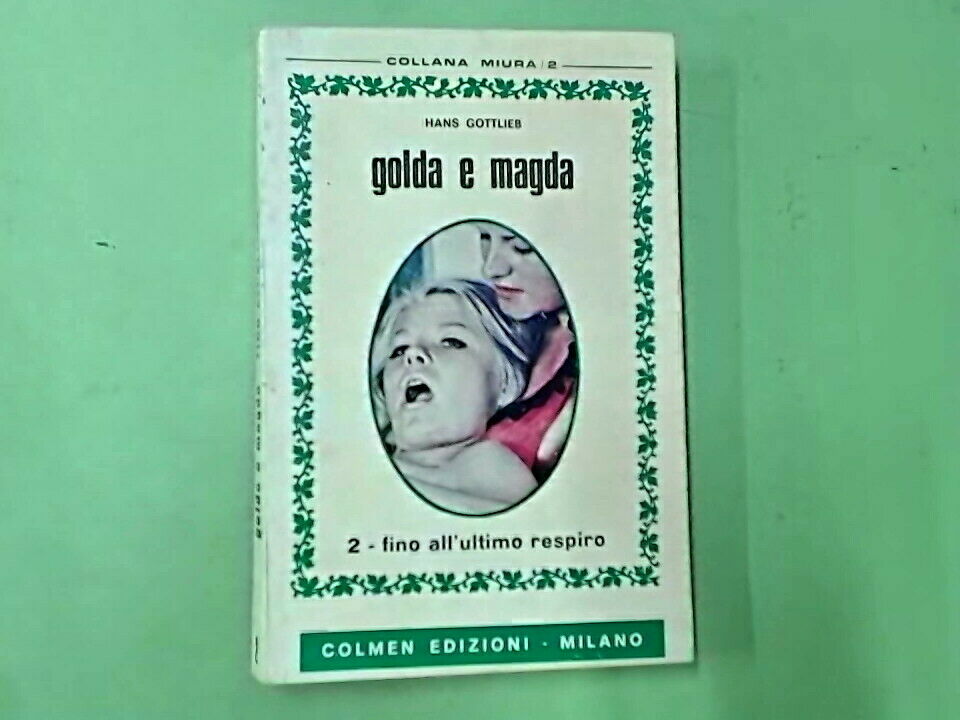 COLLANA MIURA / 2
HANS GOTTLIEB
golda e magda
2 - fino all'ultimo respiro
COLMEN EDIZIONI - MILANO